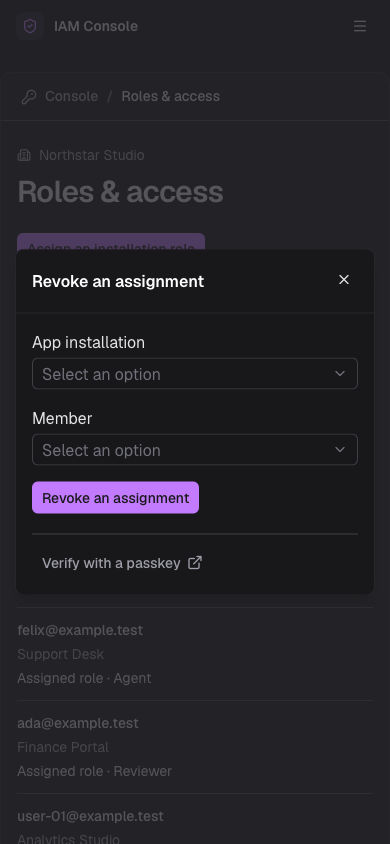 IAM Console
Console / Roles & access
Northstar Studio
Roles & access
Assign an installation role
Revoke an assignment
App installation
Select an option
Member
Select an option
Revoke an assignment
Verify with a passkey
felix@example.test
Support Desk
Assigned role · Agent
ada@example.test
Finance Portal
Assigned role · Reviewer
user-01@example.test
Analytics Studio